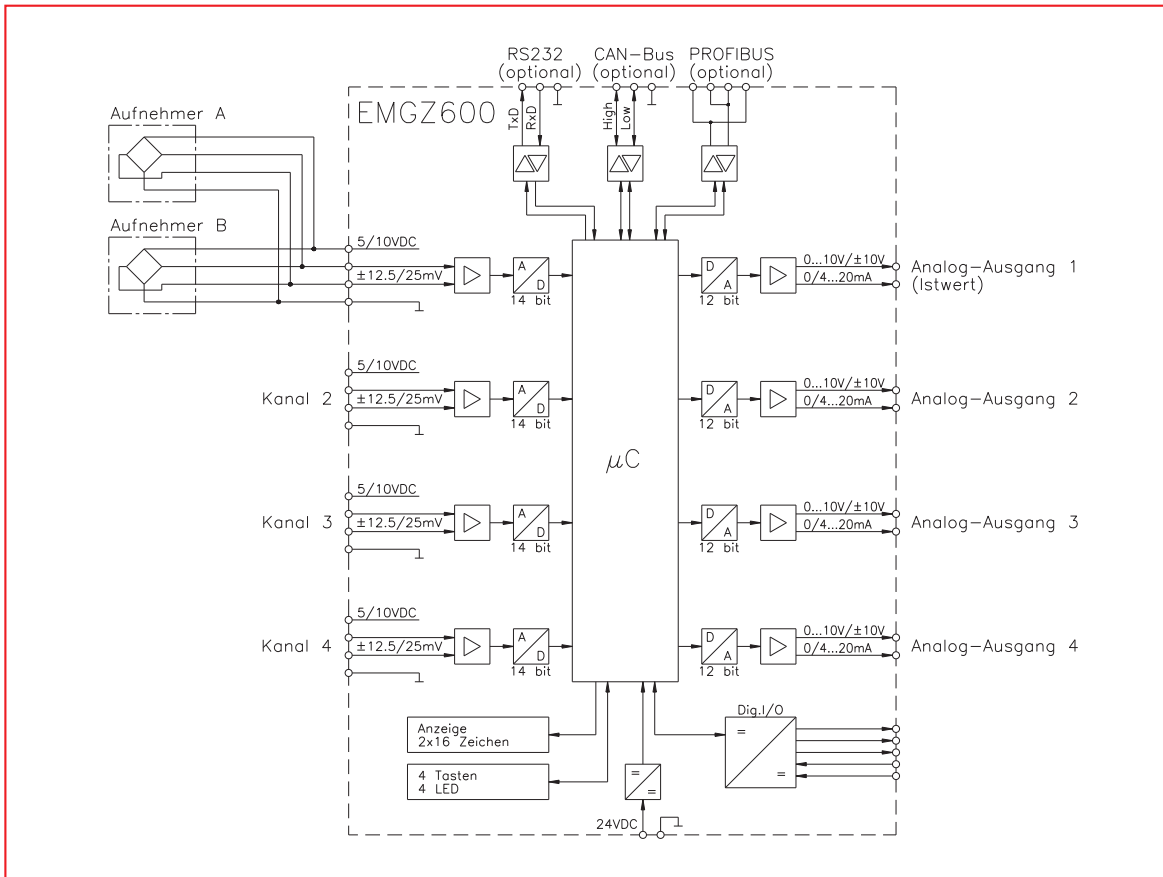 RS232
(optional)
CAN-Bus
(optional)
PROFIBUS
(optional)
EMGZ600
TxD
RxD
High
Low
Aufnehmer A
Aufnehmer B
5/10VDC
±12.5/25mV
A
D
14 bit
D
A
12 bit
0...10V/±10V
0/4...20mA
Analog-Ausgang 1
(Istwert)
Kanal 2
5/10VDC
±12.5/25mV
A
D
14 bit
D
A
12 bit
0...10V/±10V
0/4...20mA
Analog-Ausgang 2
µC
Kanal 3
5/10VDC
±12.5/25mV
A
D
14 bit
D
A
12 bit
0...10V/±10V
0/4...20mA
Analog-Ausgang 3
Kanal 4
5/10VDC
±12.5/25mV
A
D
14 bit
D
A
12 bit
0...10V/±10V
0/4...20mA
Analog-Ausgang 4
Anzeige
2x16 Zeichen
4 Tasten
4 LED
=
=
24VDC
Dig.I/O
=
=